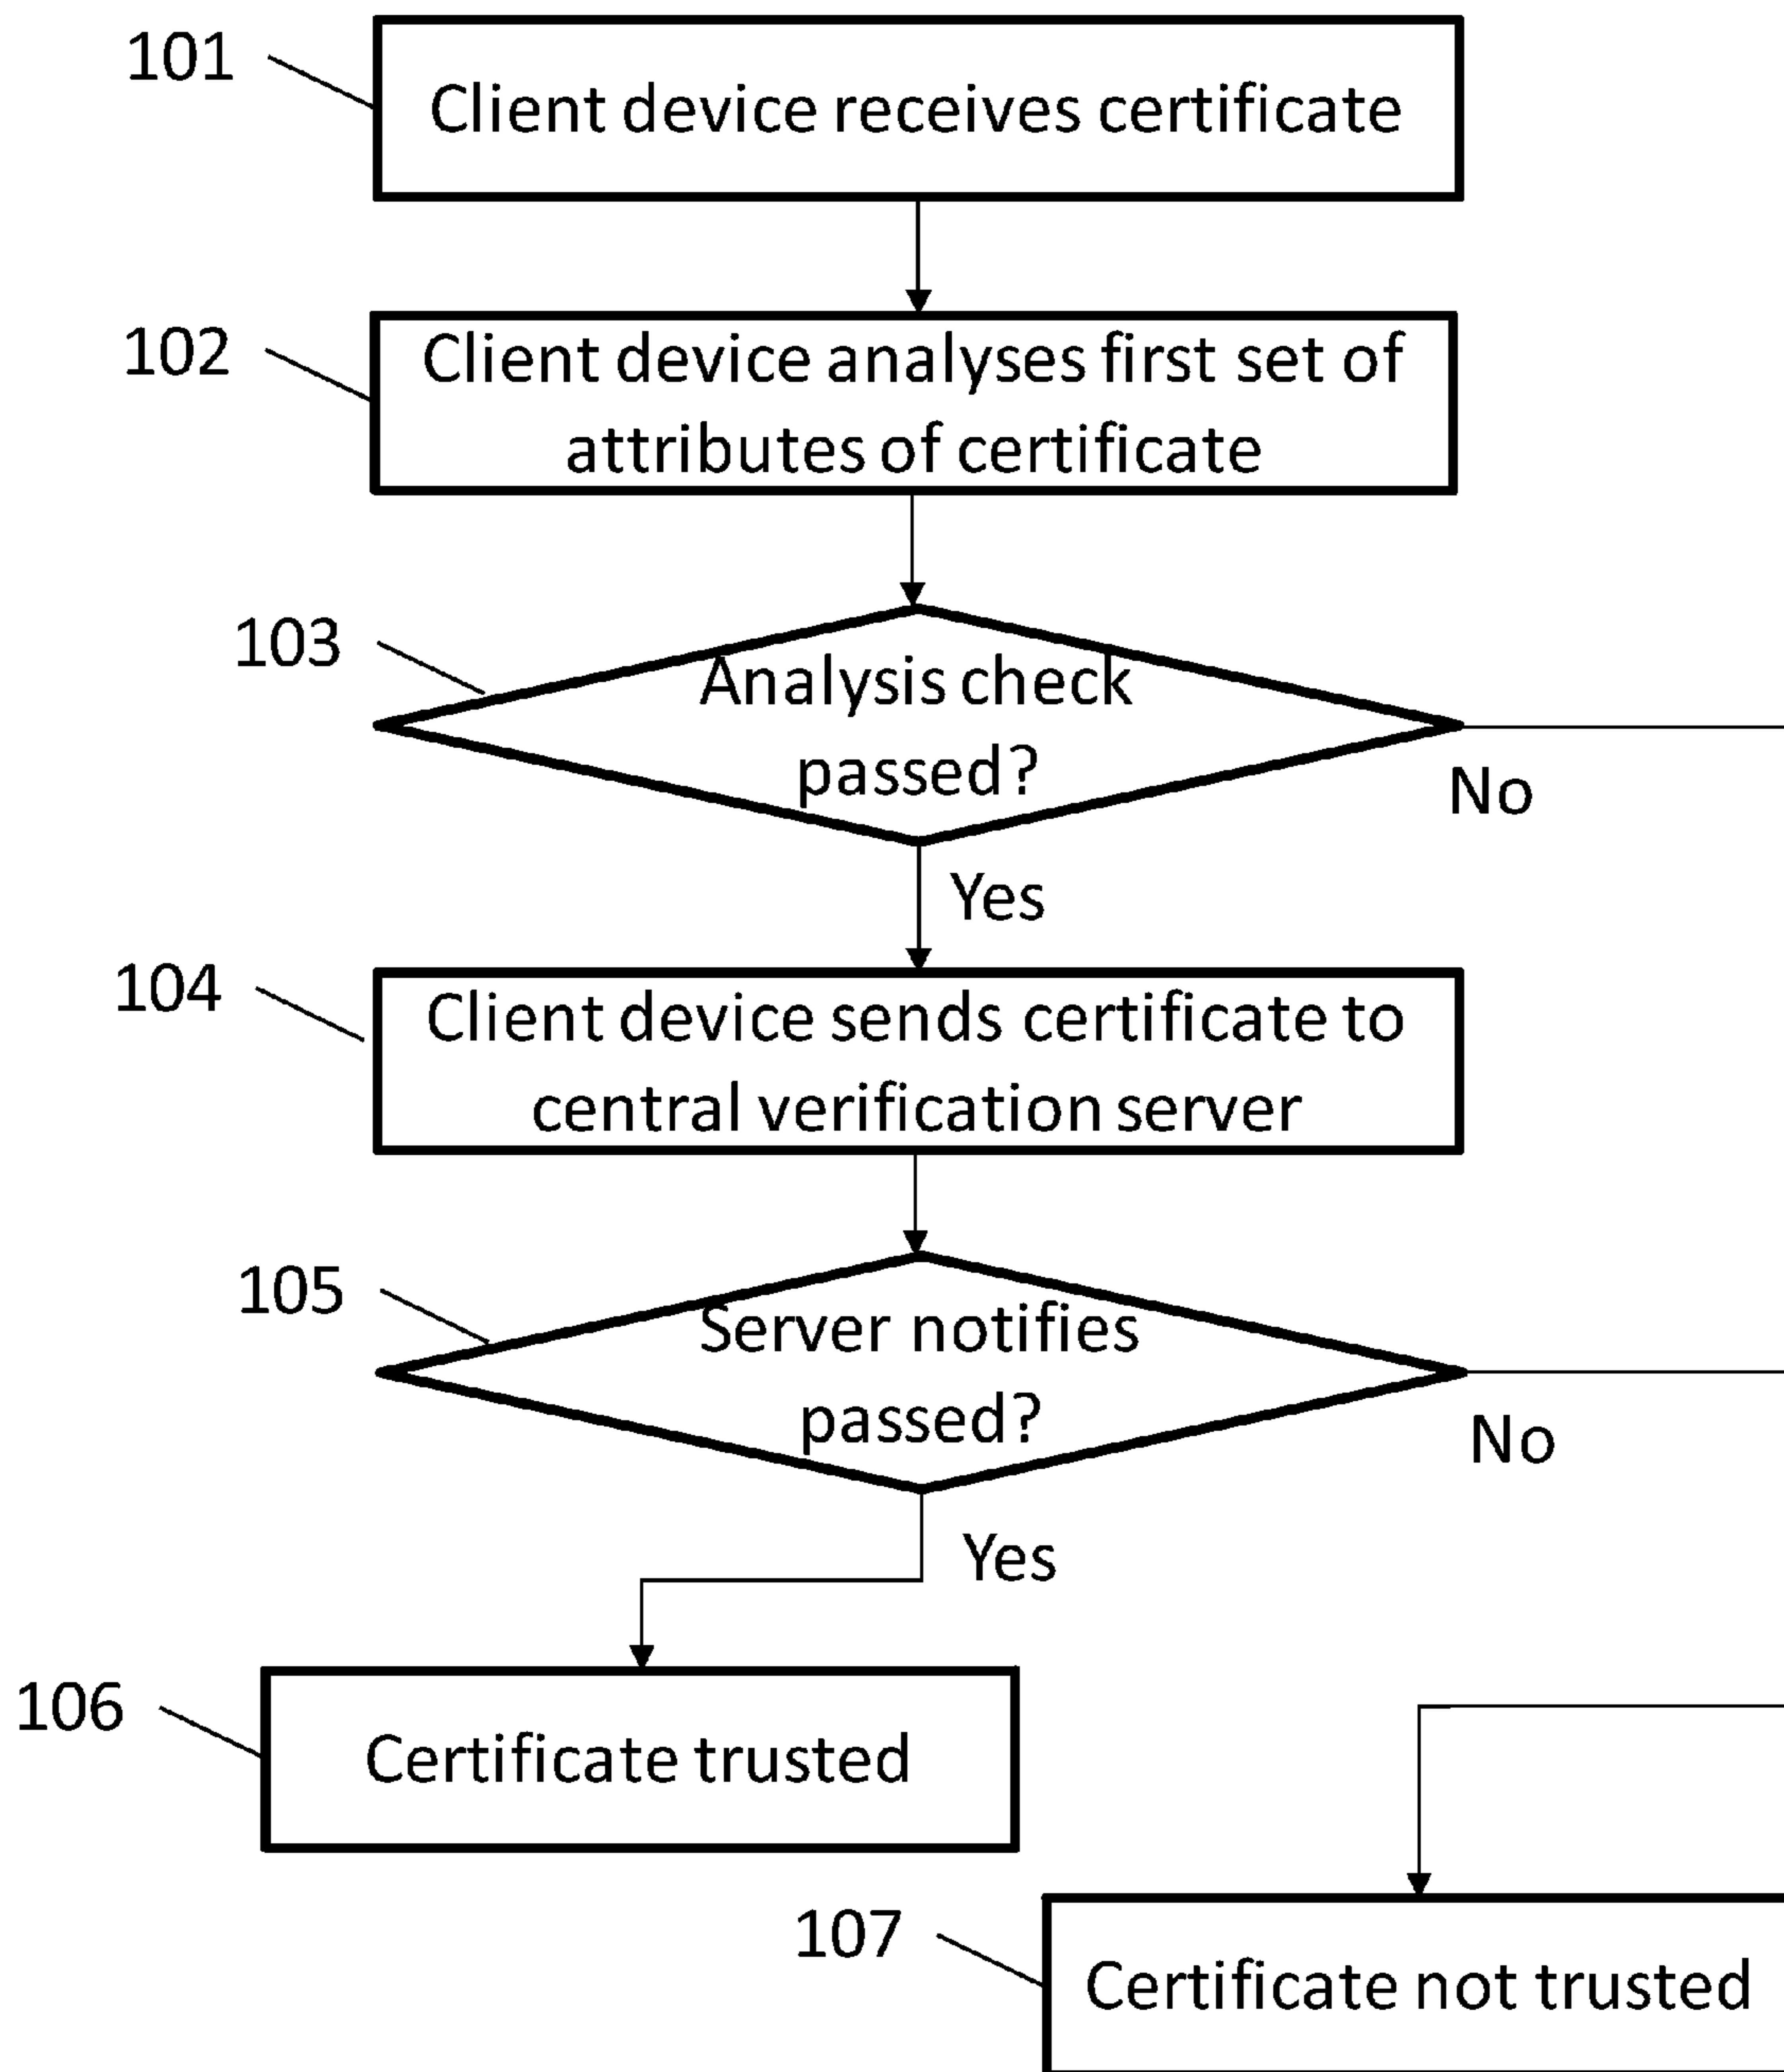 101
Client device receives certificate
102
Client device analyses first set of
attributes of certificate
103
Analysis check
passed?
No
Yes
104
Client device sends certificate to
central verification server
105
Server notifies
passed?
No
Yes
106
Certificate trusted
107
Certificate not trusted